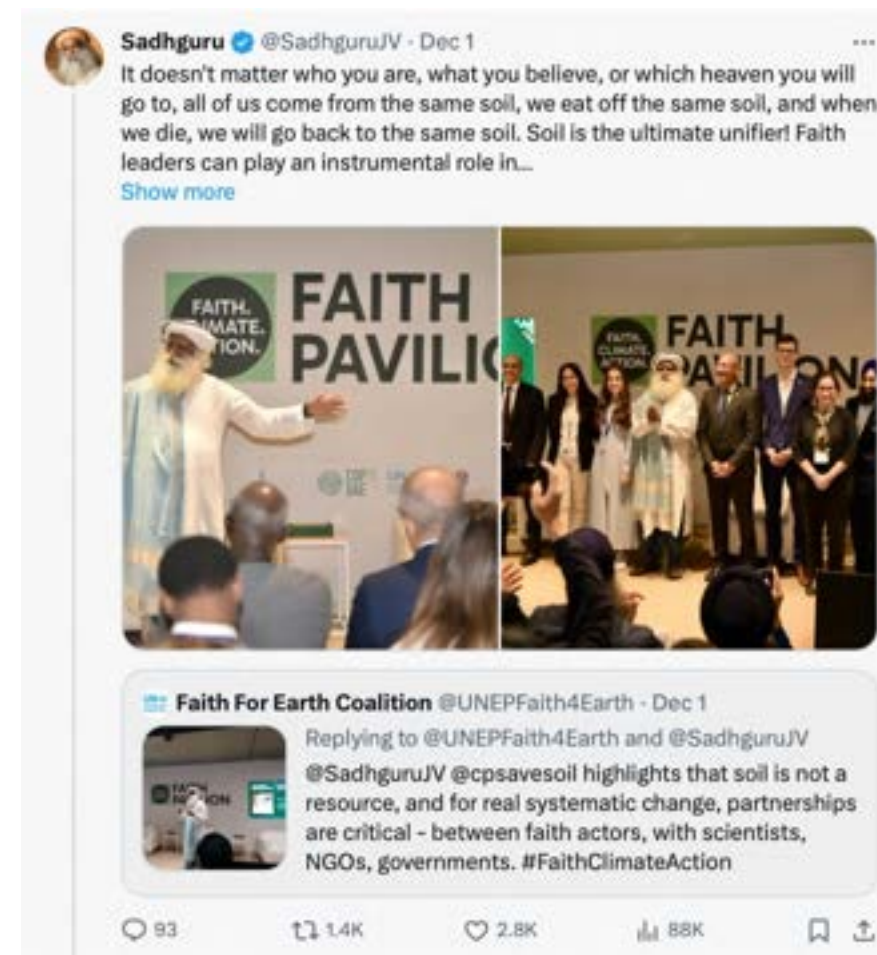 Sadhguru @SadhguruJV · Dec 1
It doesn't matter who you are, what you believe, or which heaven you will
go to, all of us come from the same soil, we eat off the same soil, and when
we die, we will go back to the same soil. Soil is the ultimate unifier! Faith
leaders can play an instrumental role in...
Show more
FAITH.
IMATE.
ION.
FAITH
PAVILI
FAITH.
CLIMATE.
ACTION.
FAITH
PAVILION
Faith For Earth Coalition @UNEPFaith4Earth · Dec 1
Replying to @UNEPFaith4Earth and @SadhguruJV
@SadhguruJV @cpsavesoil highlights that soil is not a
resource, and for real systematic change, partnerships
are critical - between faith actors, with scientists,
NGOs, governments. #FaithClimateAction
93
1.4K
2.8K
88K